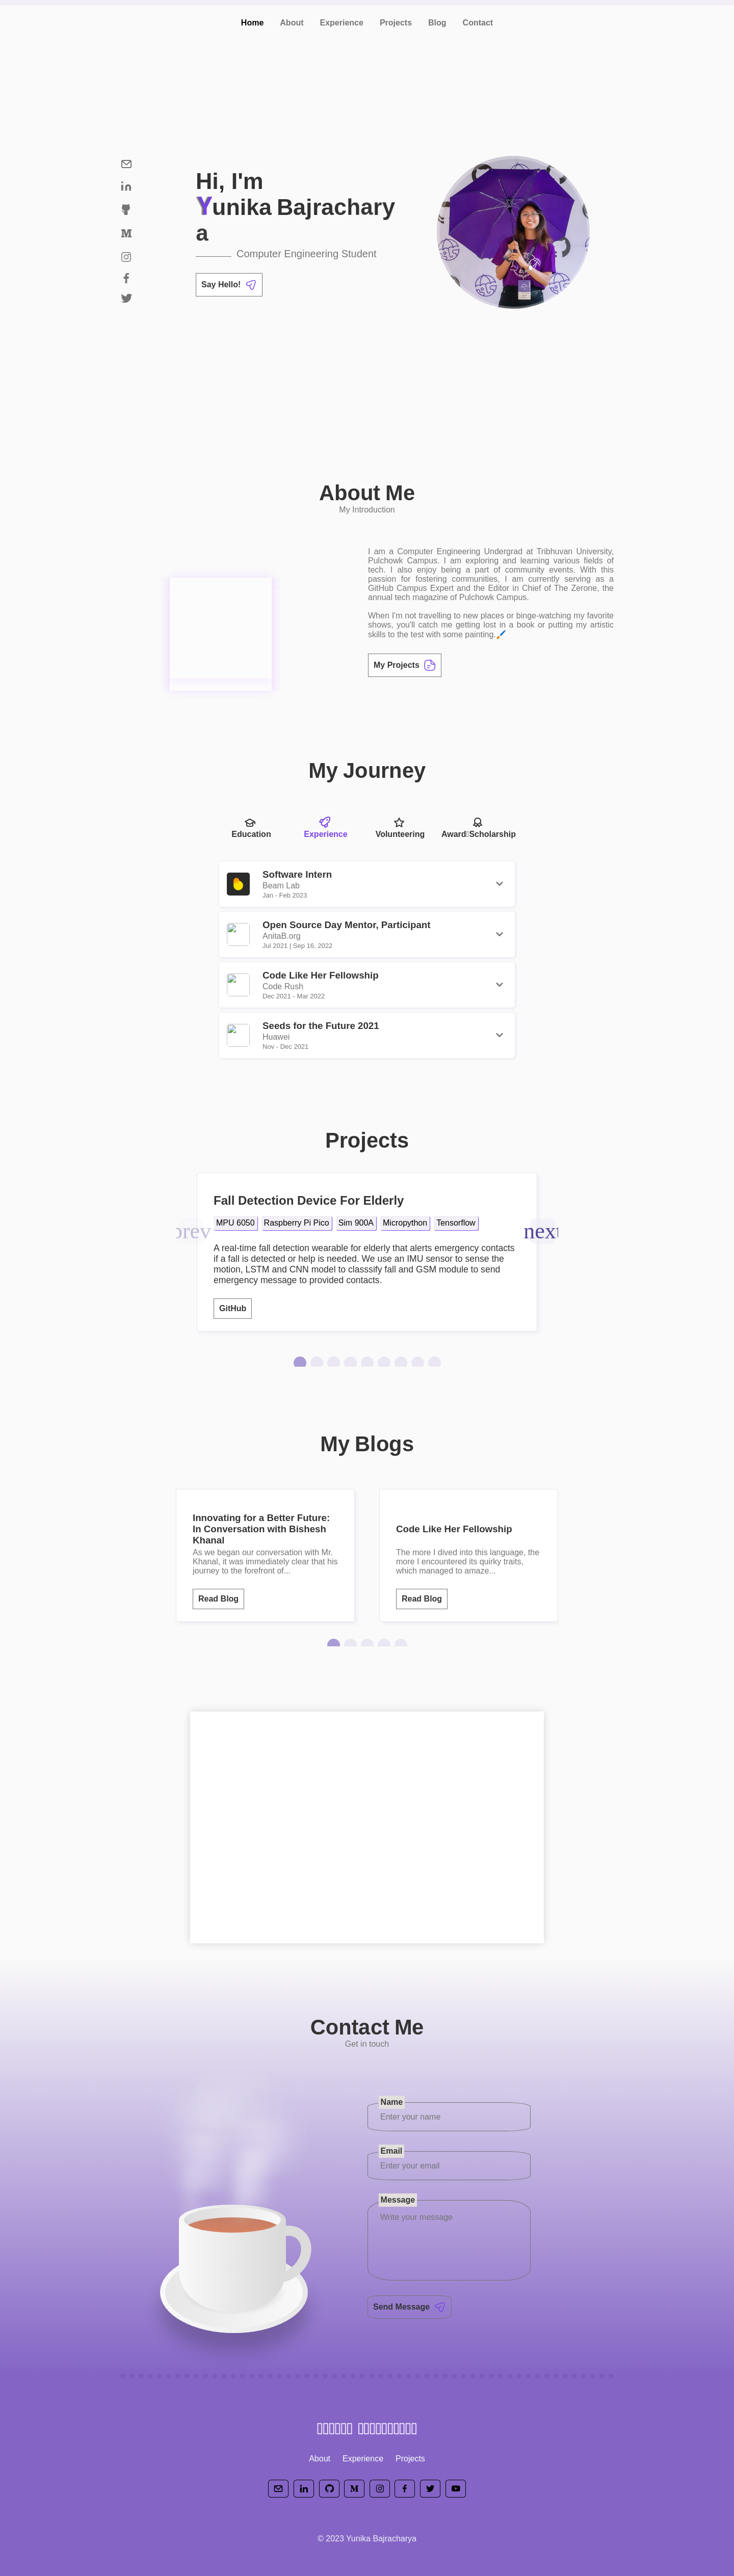 Home About Experience Projects Blog Contact
Hi, I'm
Yunika Bajrachary
a
Computer Engineering Student
Say Hello!
About Me
My Introduction
I am a Computer Engineering Undergrad at Tribhuvan University,
Pulchowk Campus. I am exploring and learning various fields of
tech. I also enjoy being a part of community events. With this
passion for fostering communities, I am currently serving as a
GitHub Campus Expert and the Editor in Chief of The Zerone, the
annual tech magazine of Pulchowk Campus.
When I'm not travelling to new places or binge-watching my favorite
shows, you'll catch me getting lost in a book or putting my artistic
skills to the test with some painting.🖌️
My Projects
My Journey
Education Experience Volunteering Award Scholarship
Software Intern
Beam Lab
Jan - Feb 2023
Open Source Day Mentor, Participant
AnitaB.org
Jul 2021 | Sep 16, 2022
Code Like Her Fellowship
Code Rush
Dec 2021 - Mar 2022
Seeds for the Future 2021
Huawei
Nov - Dec 2021
Projects
Fall Detection Device For Elderly
MPU 6050 Raspberry Pi Pico Sim 900A Micropython Tensorflow
prev
next
A real-time fall detection wearable for elderly that alerts emergency contacts
if a fall is detected or help is needed. We use an IMU sensor to sense the
motion, LSTM and CNN model to classsify fall and GSM module to send
emergency message to provided contacts.
GitHub
My Blogs
Innovating for a Better Future:
In Conversation with Bishesh
Khanal
As we began our conversation with Mr.
Khanal, it was immediately clear that his
journey to the forefront of...
Read Blog
Code Like Her Fellowship
The more I dived into this language, the
more I encountered its quirky traits,
which managed to amaze...
Read Blog
Contact Me
Get in touch
Name
Enter your name
Email
Enter your email
Message
Write your message
Send Message
About Experience Projects
© 2023 Yunika Bajracharya